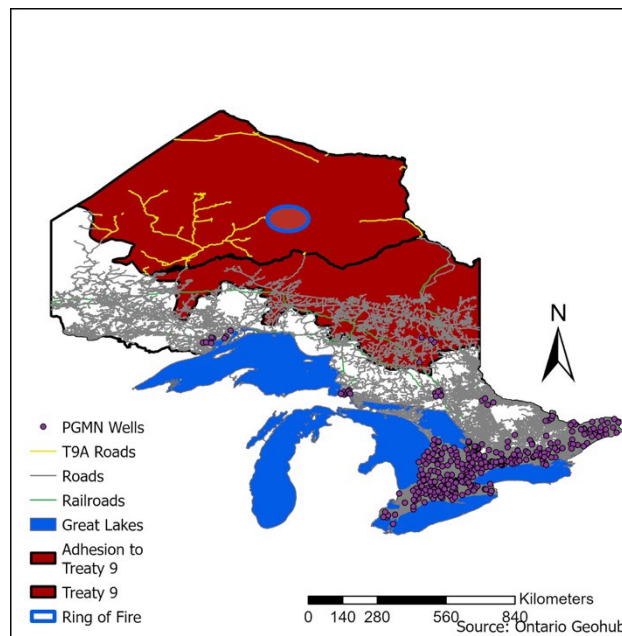 N
PGMN Wells
T9A Roads
Roads
Railroads
Great Lakes
Adhesion to
Treaty 9
Treaty 9
Ring of Fire
Kilometers
0 140 280 560 840
Source: Ontario Geohub